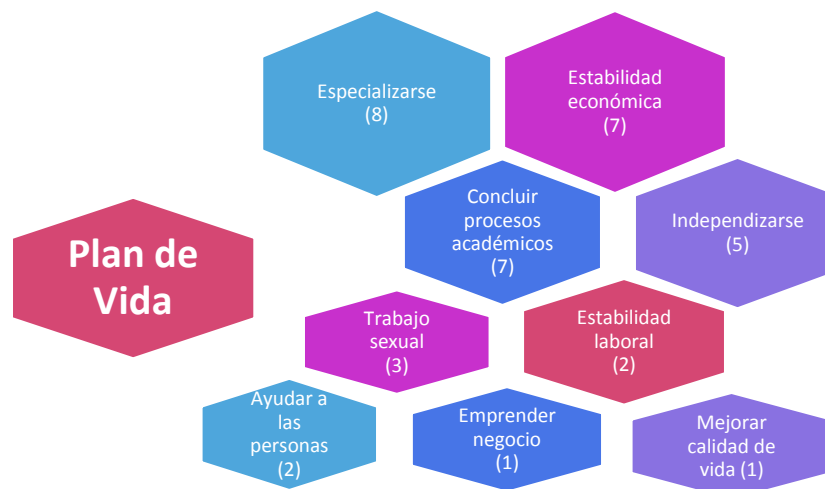 Especializarse
(8)
Estabilidad
económica
(7)
Concluir
procesos
académicos
(7)
Independizarse
(5)
Plan de
Vida
Trabajo
sexual
(3)
Estabilidad
laboral
(2)
Ayudar a
las
personas
(2)
Emprender
negocio
(1)
Mejorar
calidad de
vida (1)